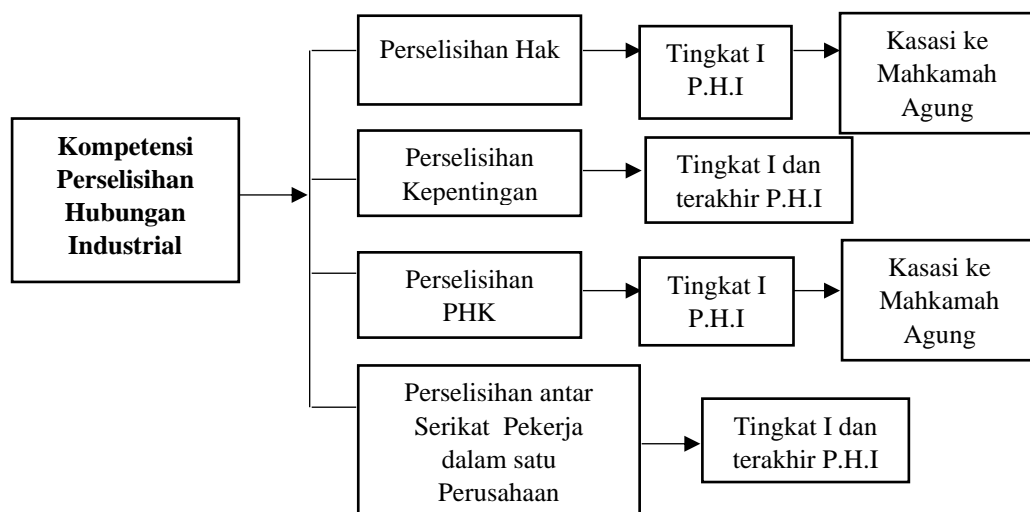 Kompetensi
Perselisihan
Hubungan
Industrial
Perselisihan Hak
Tingkat I
P.H.I
Kasasi ke
Mahkamah
Agung
Perselisihan
Kepentingan
Tingkat I dan
terakhir P.H.I
Perselisihan
PHK
Tingkat I
P.H.I
Kasasi ke
Mahkamah
Agung
Perselisihan antar
Serikat Pekerja
dalam satu
Perusahaan
Tingkat I dan
terakhir P.H.I